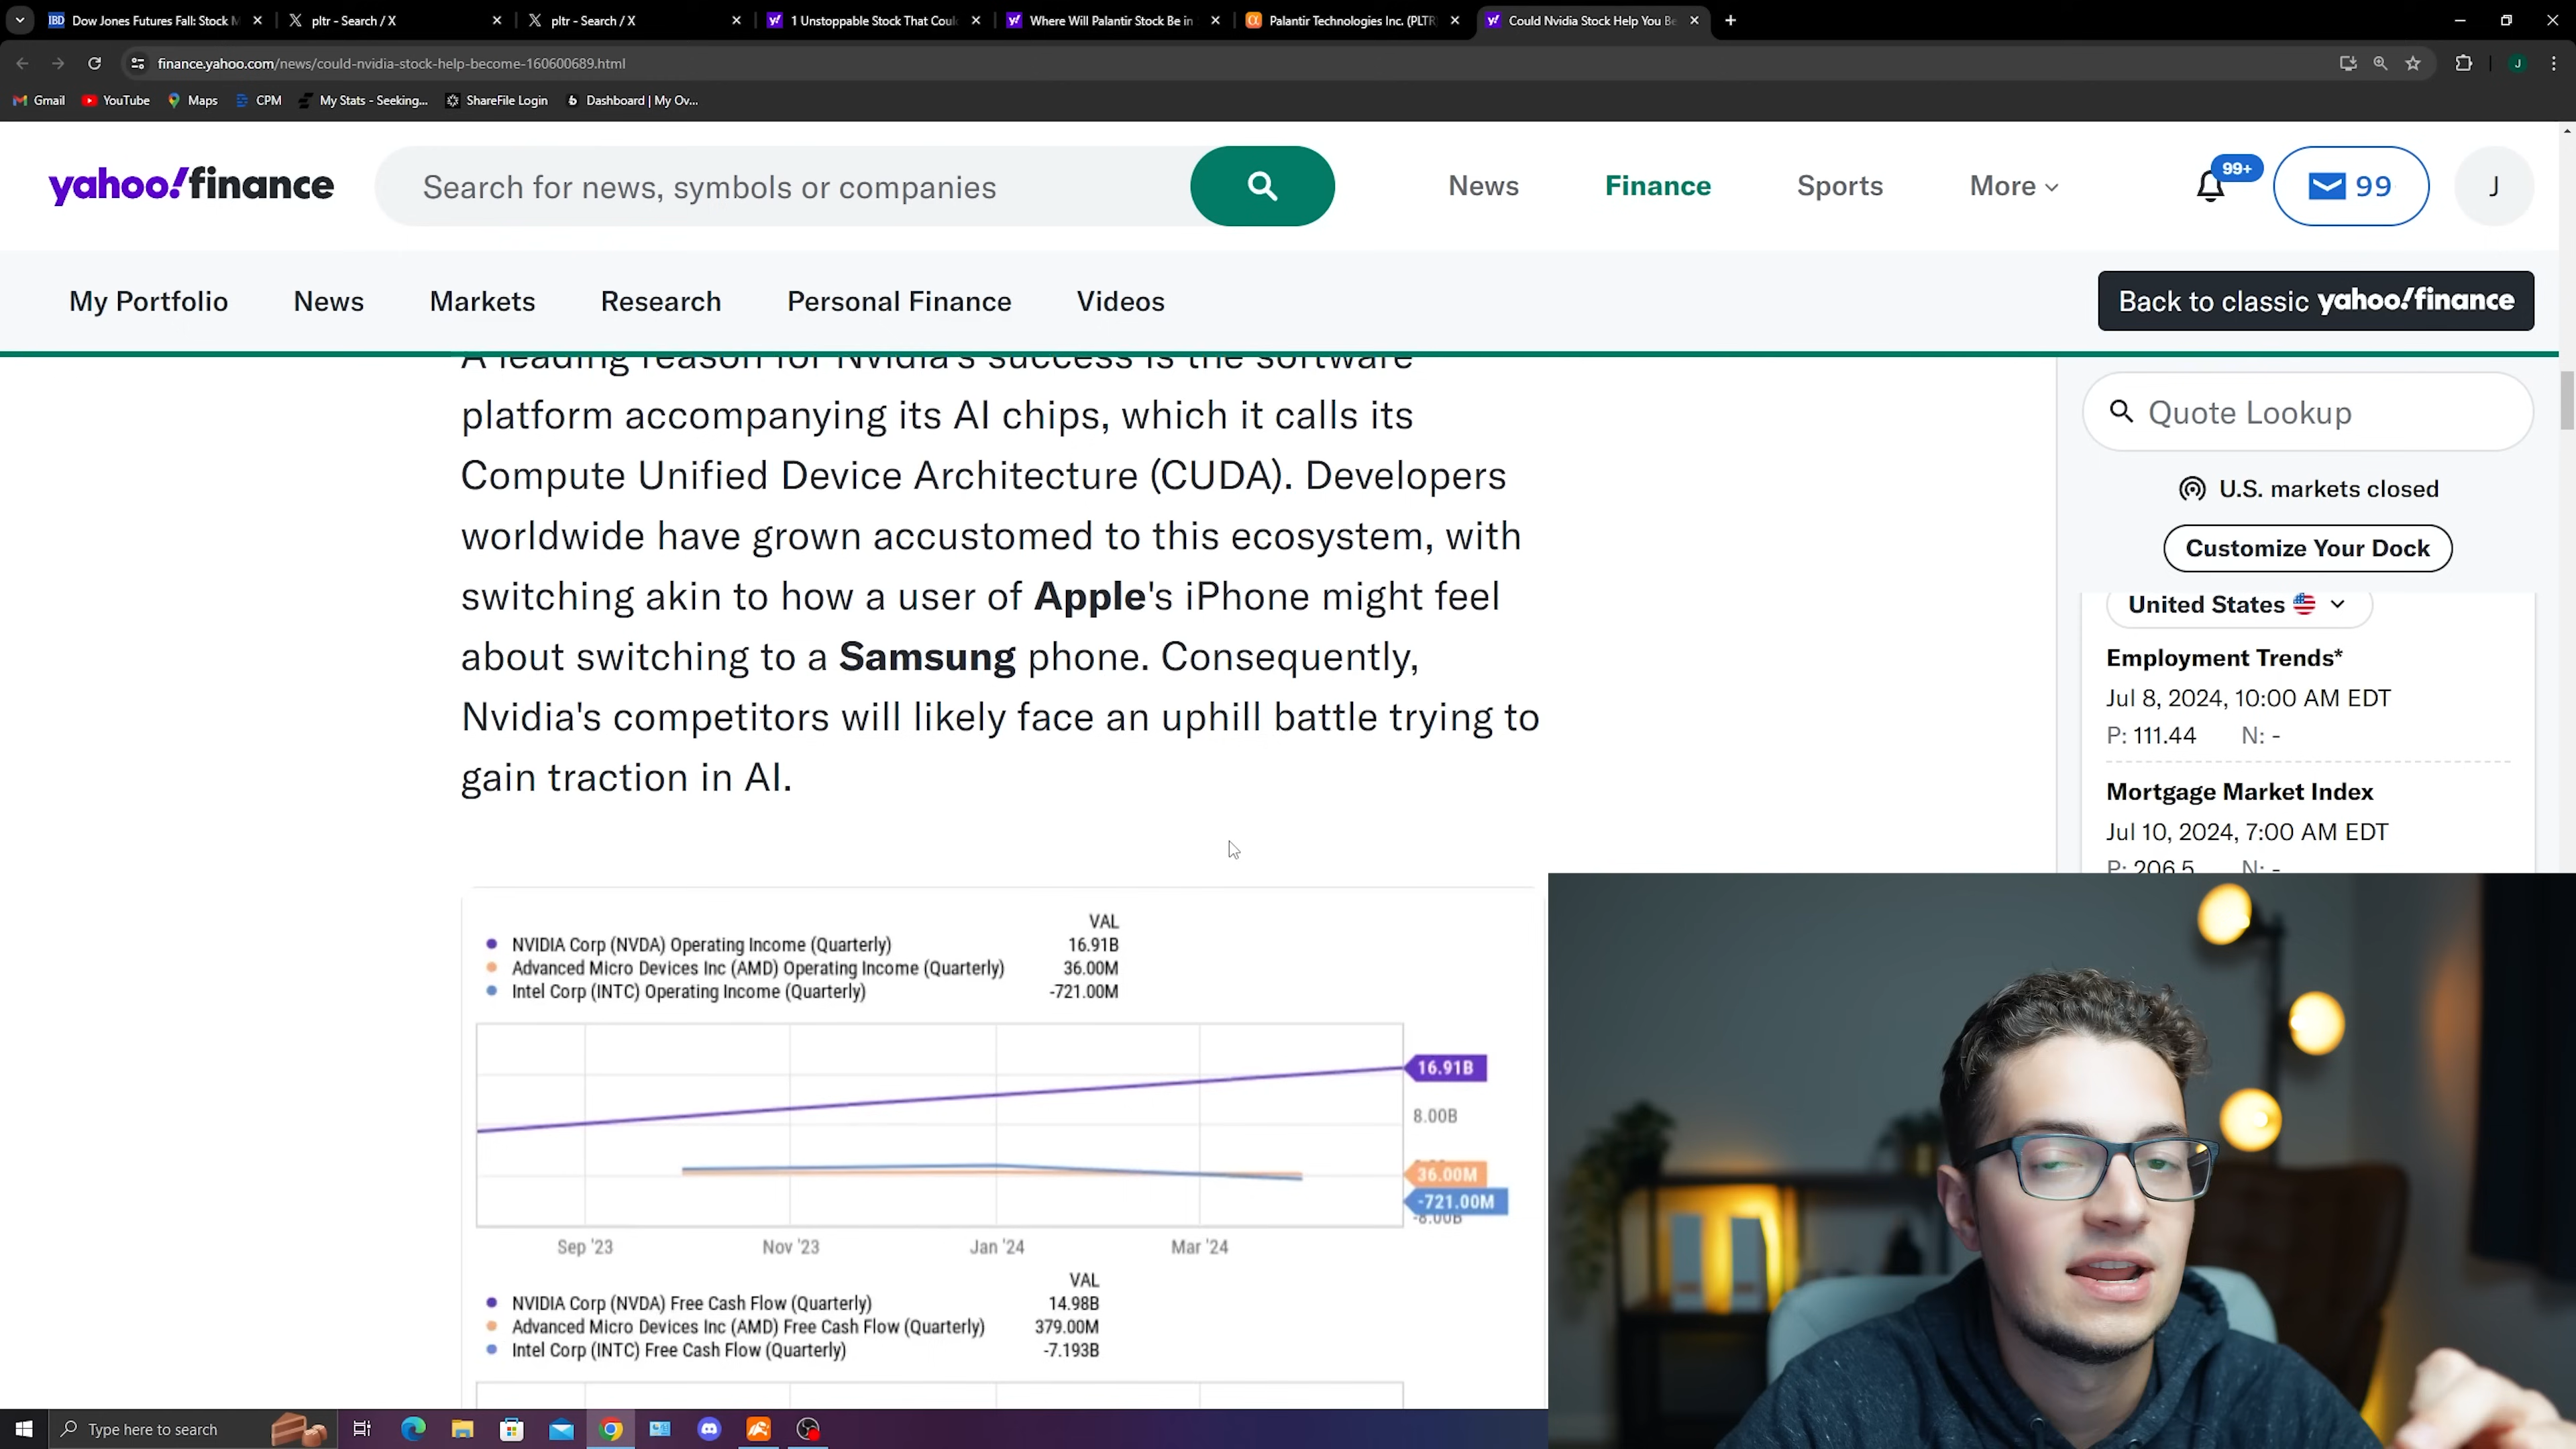 Dow Jones Futures Fall: Stock M
pltr - Search / X
pltr - Search / X
1 Unstoppable Stock That Coul
Where Will Palantir Stock Be in
Palantir Technologies Inc. (PLTR
Could Nvidia Stock Help You Be
finance.yahoo.com/news/could-nvidia-stock-help-become-160600689.html
J
Gmail
YouTube
Maps
CPM
My Stats - Seeking...
ShareFile Login
Dashboard | My Ov...
yahoo!finance
Search for news, symbols or companies
News
Finance
Sports
More
99+
99
J
My Portfolio
News
Markets
Research
Personal Finance
Videos
Back to classic yahoo!finance
A leading reason for Nvidia's success is the software
platform accompanying its AI chips, which it calls its
Compute Unified Device Architecture (CUDA). Developers
worldwide have grown accustomed to this ecosystem, with
switching akin to how a user of Apple's iPhone might feel
about switching to a Samsung phone. Consequently,
Nvidia's competitors will likely face an uphill battle trying to
gain traction in AI.
Quote Lookup
U.S. markets closed
Customize Your Dock
United States
Employment Trends*
Jul 8, 2024, 10:00 AM EDT
P: 111.44 N: -
Mortgage Market Index
Jul 10, 2024, 7:00 AM EDT
P: 206.5 N: -
VAL
NVIDIA Corp (NVDA) Operating Income (Quarterly) 16.91B
Advanced Micro Devices Inc (AMD) Operating Income (Quarterly) 36.00M
Intel Corp (INTC) Operating Income (Quarterly) -721.00M
16.91B
8.00B
36.00M
-721.00M
-8.00B
Sep '23 Nov '23 Jan '24 Mar '24
VAL
NVIDIA Corp (NVDA) Free Cash Flow (Quarterly) 14.98B
Advanced Micro Devices Inc (AMD) Free Cash Flow (Quarterly) 379.00M
Intel Corp (INTC) Free Cash Flow (Quarterly) -7.193B
Type here to search